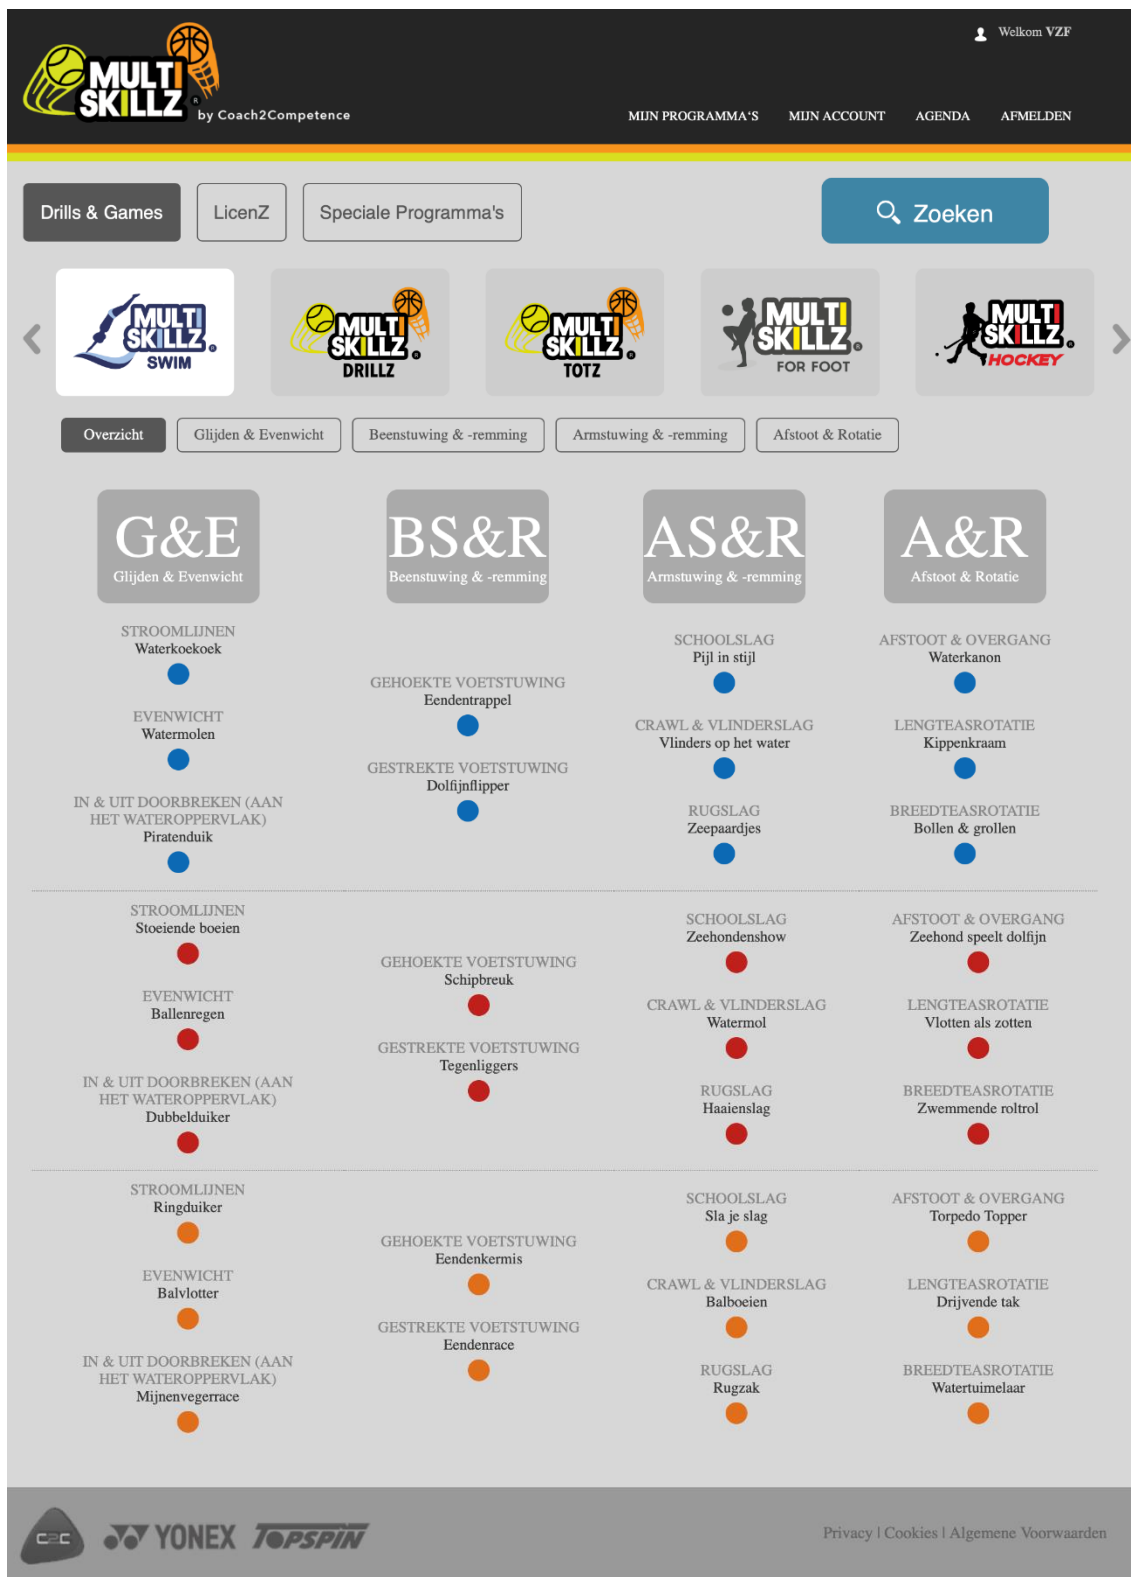 Welkom VZF
MULTI
SKILLZ ®
by Coach2Competence
MIJN PROGRAMMA'S MIJN ACCOUNT AGENDA AFMELDEN
Drills & Games LicenZ Speciale Programma's Zoeken
MULTI SKILLZ ® SWIM
MULTI SKILLZ ® DRILLZ
MULTI SKILLZ ® TOTZ
MULTI SKILLZ ® FOR FOOT
MULTI SKILLZ ® HOCKEY
Overzicht Glijden & Evenwicht Beenstuwing & -remming Armstuwing & -remming Afstoot & Rotatie
G&E
Glijden & Evenwicht
STROOMLIJNEN
Waterkoekoek
EVENWICHT
Watermolen
IN & UIT DOORBREKEN (AAN
HET WATEROPPERVLAK)
Piratenduik
BS&R
Beenstuwing & -remming
GEHOEKTE VOETSTUWING
Eendentrappel
GESTREKTE VOETSTUWING
Dolfijnflipper
AS&R
Armstuwing & -remming
SCHOOLSLAG
Pijl in stijl
CRAWL & VLINDERSLAG
Vlinders op het water
RUGSLAG
Zeepaardjes
A&R
Afstoot & Rotatie
AFSTOOT & OVERGANG
Waterkanon
LENGTEASROTATIE
Kippenkraam
BREEDTEASROTATIE
Bollen & grollen
STROOMLIJNEN
Stoeiende boeien
EVENWICHT
Ballenregen
IN & UIT DOORBREKEN (AAN
HET WATEROPPERVLAK)
Dubbelduiker
GEHOEKTE VOETSTUWING
Schipbreuk
GESTREKTE VOETSTUWING
Tegenliggers
SCHOOLSLAG
Zeehondenshow
CRAWL & VLINDERSLAG
Watermol
RUGSLAG
Haaienslag
AFSTOOT & OVERGANG
Zeehond speelt dolfijn
LENGTEASROTATIE
Vlotten als zotten
BREEDTEASROTATIE
Zwemmende roltrol
STROOMLIJNEN
Ringduiker
EVENWICHT
Balvlotter
IN & UIT DOORBREKEN (AAN
HET WATEROPPERVLAK)
Mijnenvegerrace
GEHOEKTE VOETSTUWING
Eendenkermis
GESTREKTE VOETSTUWING
Eendenrace
SCHOOLSLAG
Sla je slag
CRAWL & VLINDERSLAG
Balboeien
RUGSLAG
Rugzak
AFSTOOT & OVERGANG
Torpedo Topper
LENGTEASROTATIE
Drijvende tak
BREEDTEASROTATIE
Watertuimelaar
C2C YONEX TOPSPIN
Privacy | Cookies | Algemene Voorwaarden